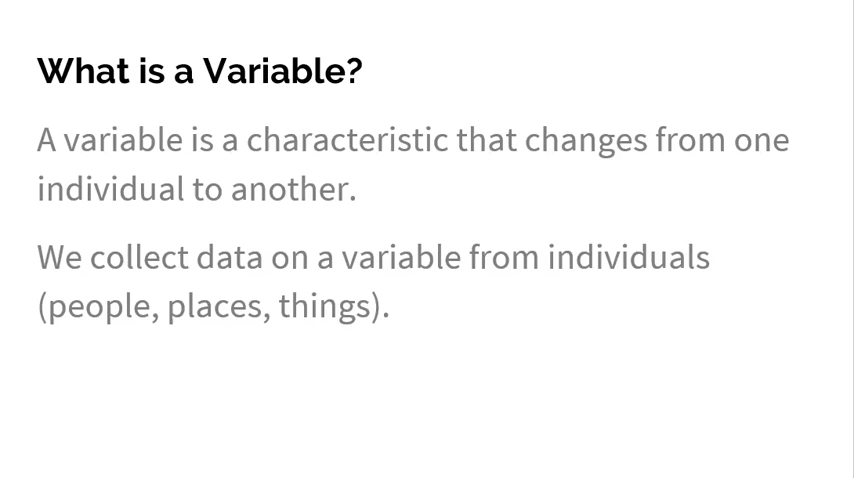 What is a Variable?
A variable is a characteristic that changes from one
individual to another.
We collect data on a variable from individuals
(people, places, things).